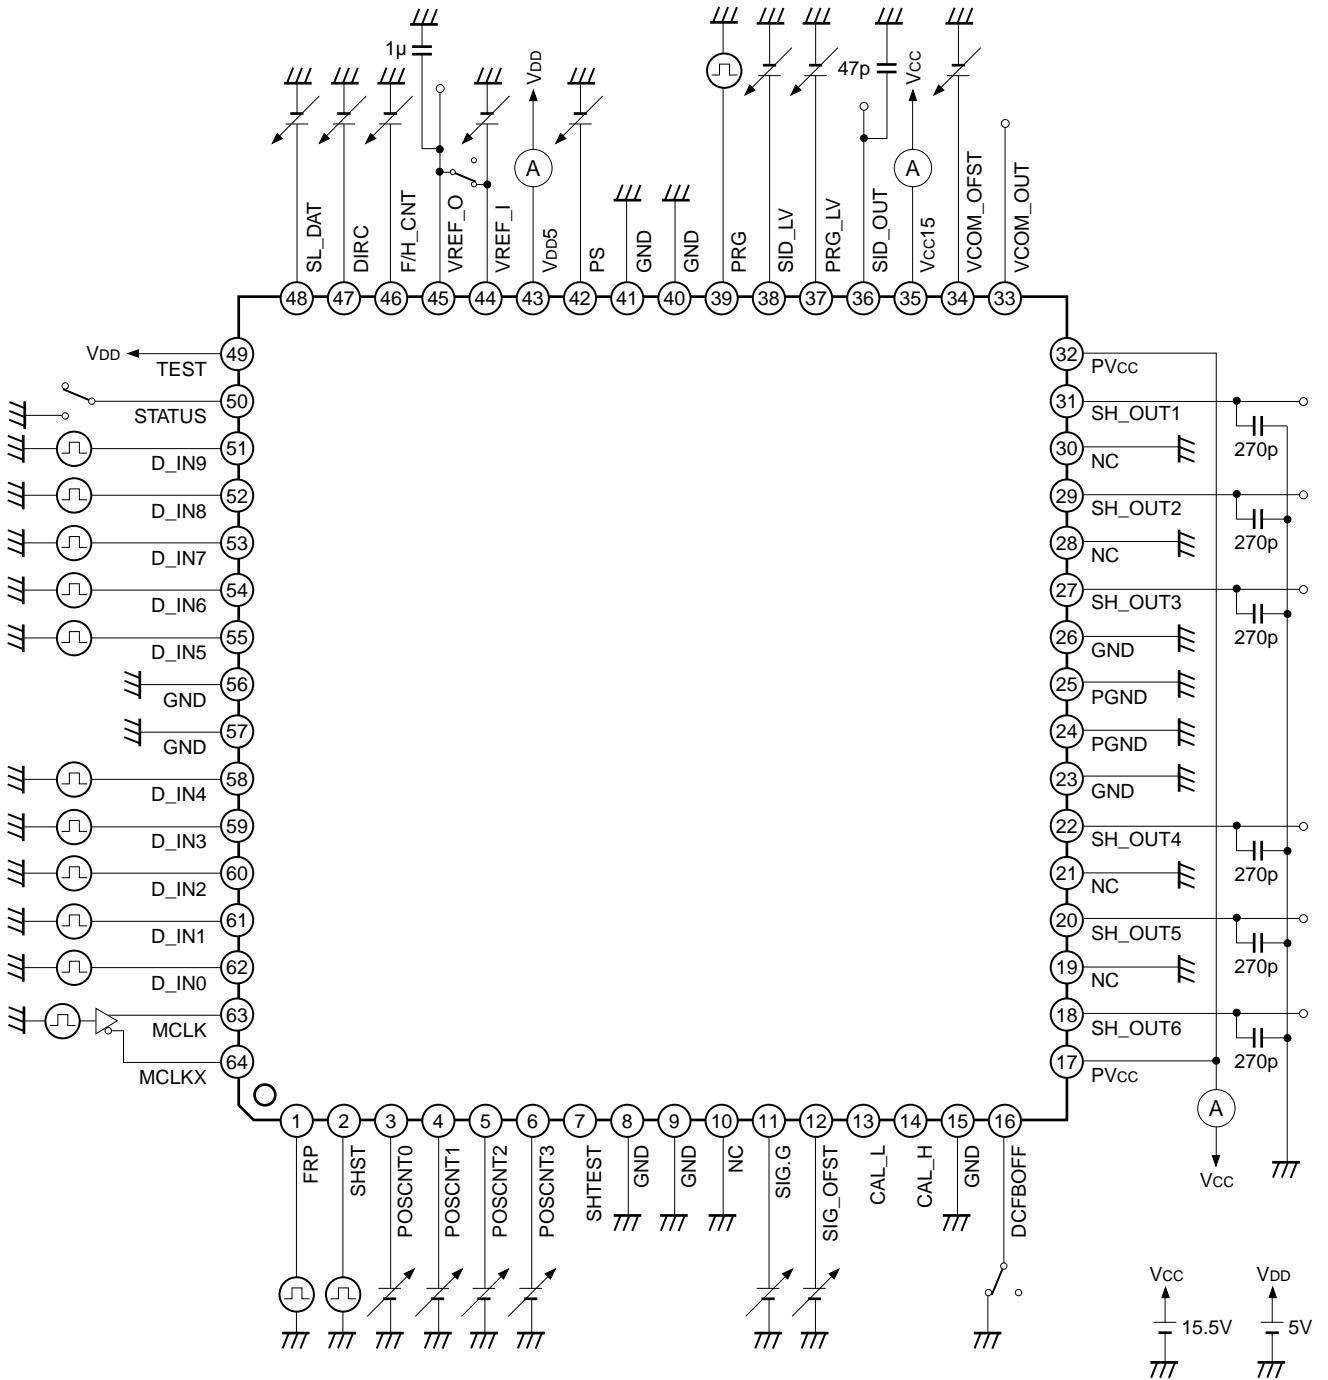 1μ
VDD
47p
VCC
A
A
SL_DAT
DIRC
F/H_CNT
VREF_O
VREF_I
VDD5
PS
GND
GND
PRG
SID_LV
PRG_LV
SID_OUT
VCC15
VCOM_OFST
VCOM_OUT
48
47
46
45
44
43
42
41
40
39
38
37
36
35
34
33
VDD
TEST
49
STATUS
50
D_IN9
51
D_IN8
52
D_IN7
53
D_IN6
54
D_IN5
55
GND
56
GND
57
D_IN4
58
D_IN3
59
D_IN2
60
D_IN1
61
D_IN0
62
MCLK
63
MCLKX
64
32
PVCC
31
SH_OUT1
270p
30
NC
29
SH_OUT2
270p
28
NC
27
SH_OUT3
270p
26
GND
25
PGND
24
PGND
23
GND
22
SH_OUT4
270p
21
NC
20
SH_OUT5
270p
19
NC
18
SH_OUT6
270p
17
PVCC
A
VCC
1
2
3
4
5
6
7
8
9
10
11
12
13
14
15
16
FRP
SHST
POSCNT0
POSCNT1
POSCNT2
POSCNT3
SHTEST
GND
GND
NC
SIG.G
SIG_OFST
CAL_L
CAL_H
GND
DCFBOFF
VCC
15.5V
VDD
5V